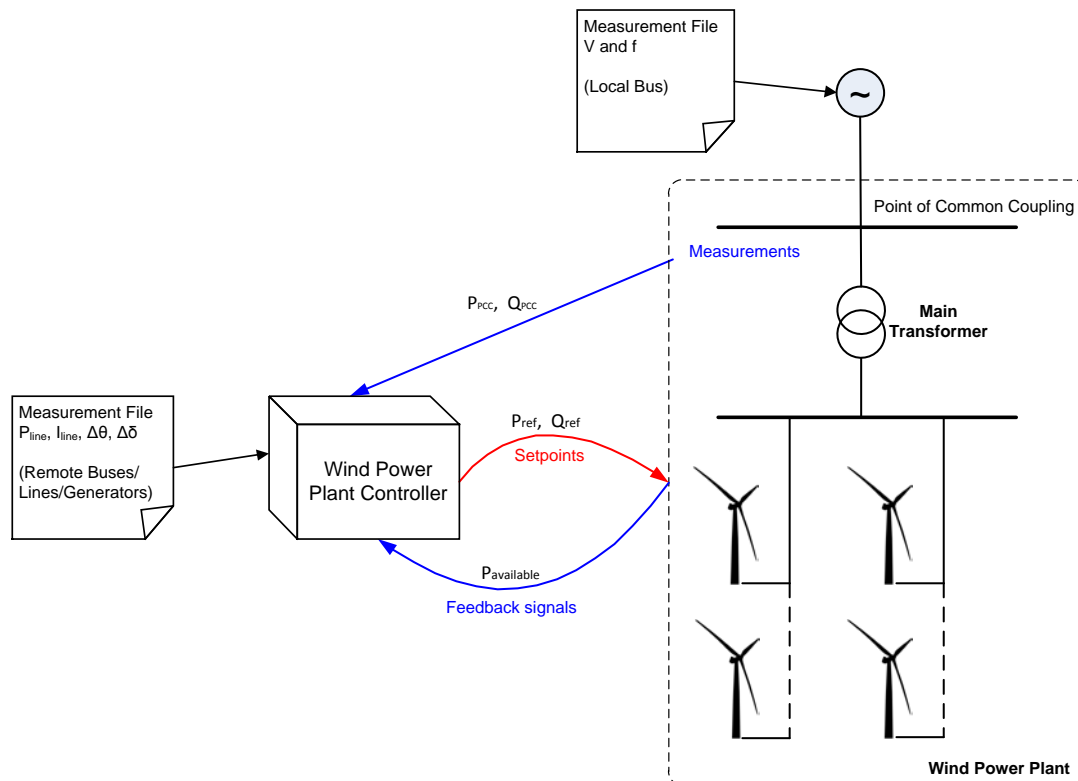 Measurement File
V and f
(Local Bus)
~
Point of Common Coupling
Measurements
PPCC, QPCC
Main
Transformer
Measurement File
Pline, Iline, Δθ, Δδ
(Remote Buses/
Lines/Generators)
Wind Power
Plant Controller
Pref, Qref
Setpoints
Pavailable
Feedback signals
Wind Power Plant